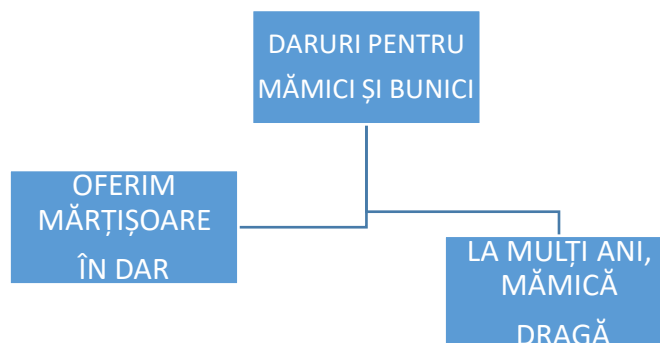 DARURI PENTRU
MĂMICI ȘI BUNICI
OFERIM
MĂRȚIȘOARE
ÎN DAR
LA MULȚI ANI,
MĂMICĂ
DRAGĂ